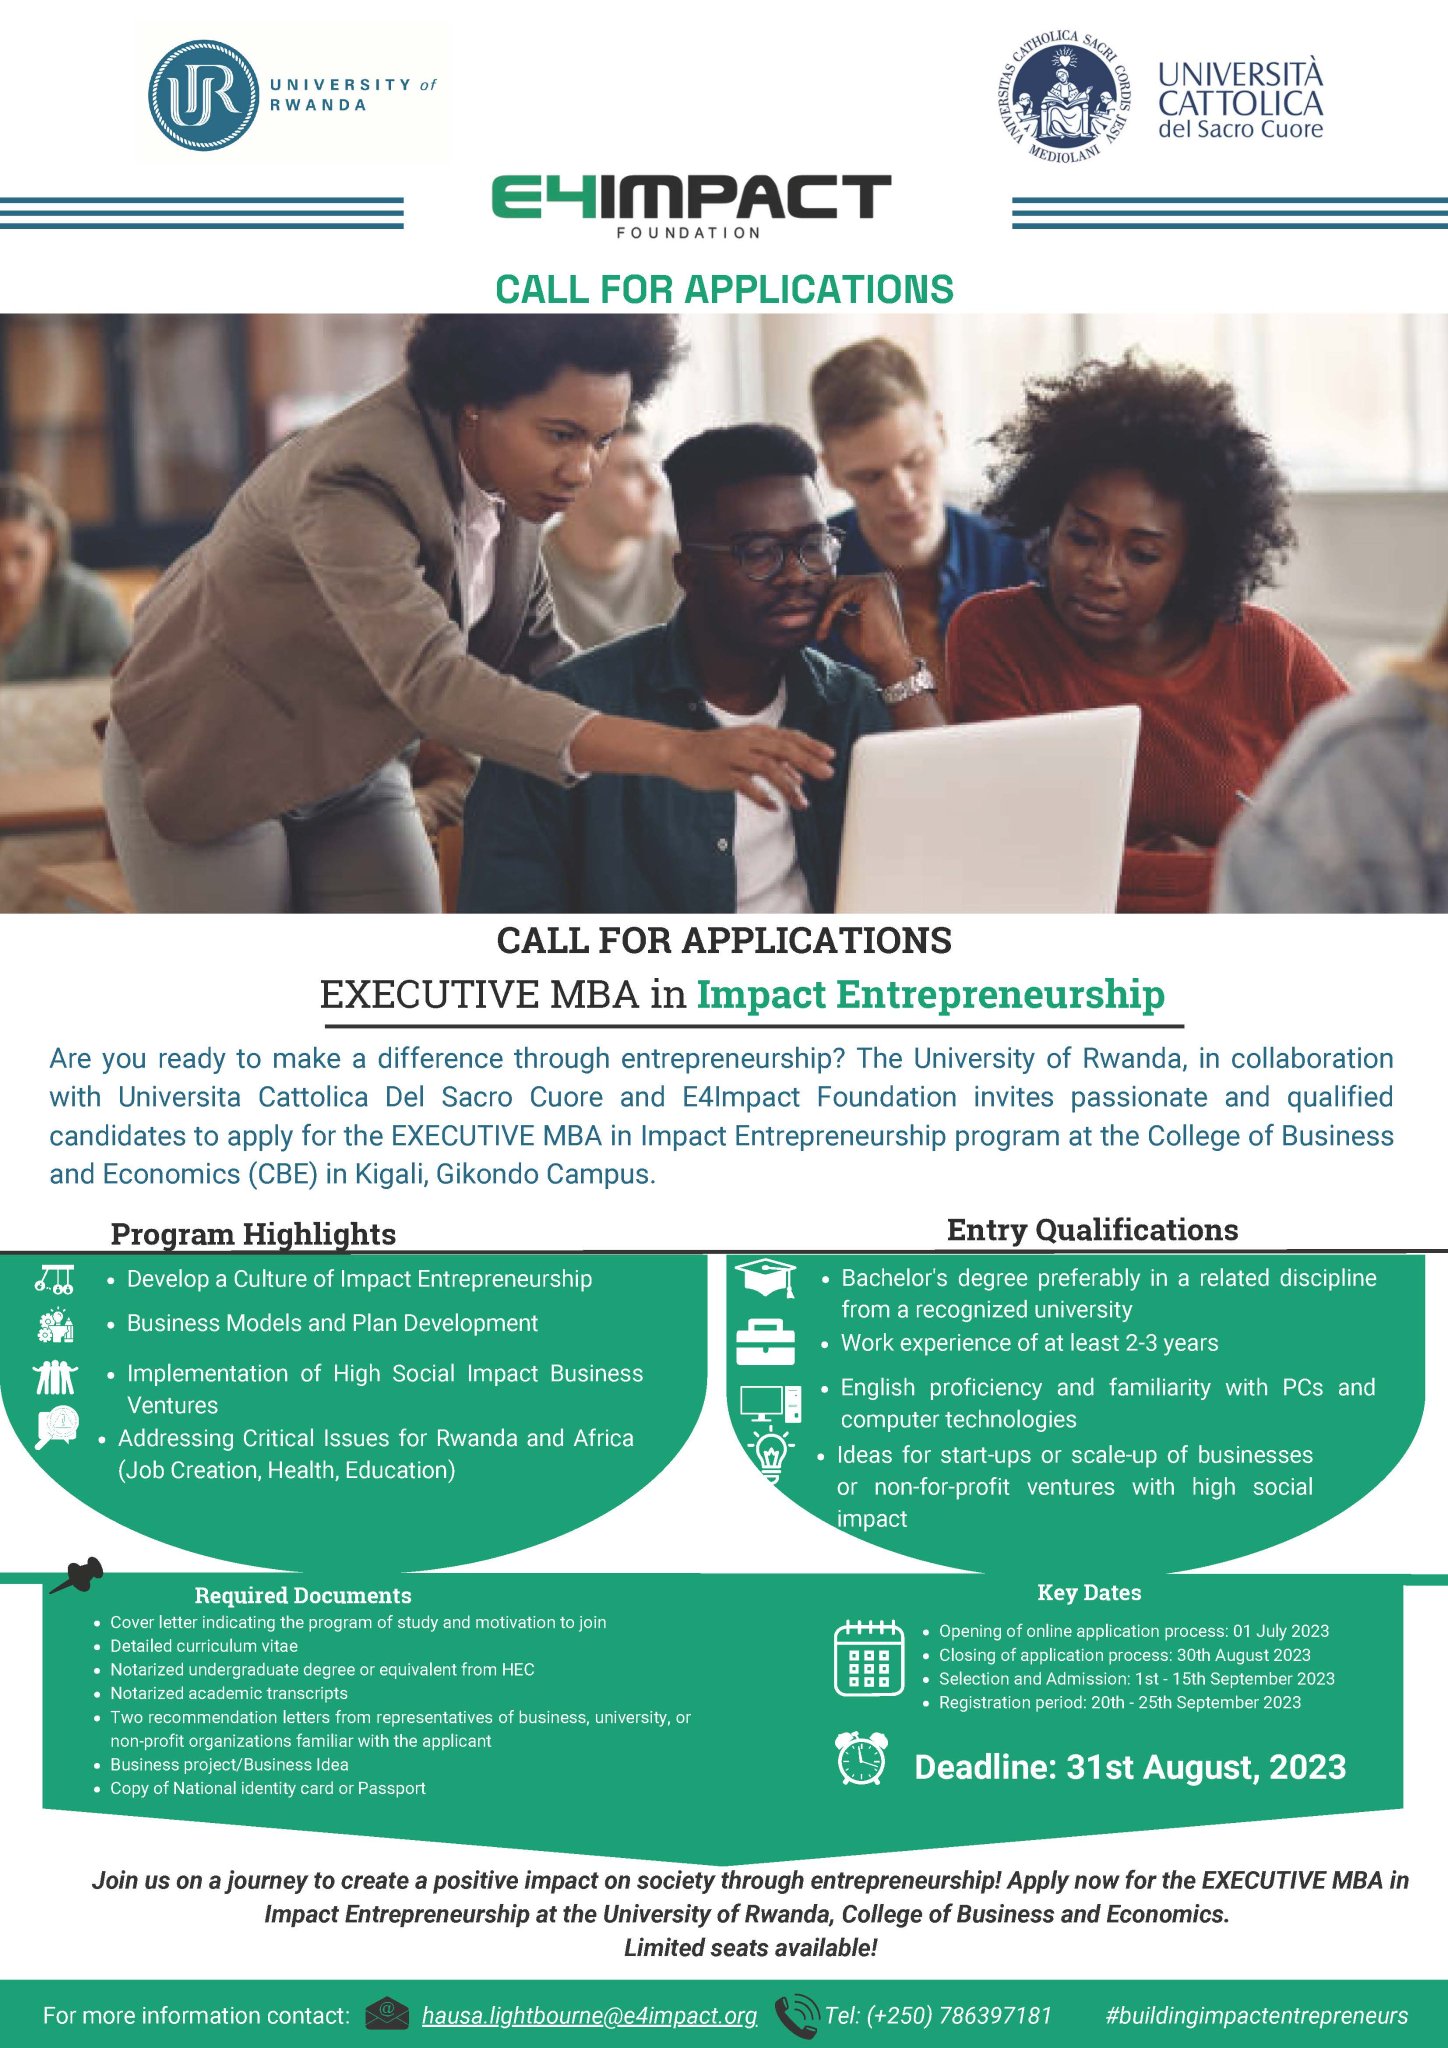 UNIVERSITY of
RWANDA
UNIVERSITAS CATHOLICA SACRI CORDIS JESU
MEDIOLANI
UNIVERSITÀ
CATTOLICA
del Sacro Cuore
E4IMPACT
FOUNDATION
CALL FOR APPLICATIONS
CALL FOR APPLICATIONS
EXECUTIVE MBA in Impact Entrepreneurship
Are you ready to make a difference through entrepreneurship? The University of Rwanda, in collaboration
with Universita Cattolica Del Sacro Cuore and E4Impact Foundation invites passionate and qualified
candidates to apply for the EXECUTIVE MBA in Impact Entrepreneurship program at the College of Business
and Economics (CBE) in Kigali, Gikondo Campus.
Program Highlights
• Develop a Culture of Impact Entrepreneurship
• Business Models and Plan Development
• Implementation of High Social Impact Business
Ventures
• Addressing Critical Issues for Rwanda and Africa
(Job Creation, Health, Education)
Entry Qualifications
• Bachelor's degree preferably in a related discipline
from a recognized university
• Work experience of at least 2-3 years
• English proficiency and familiarity with PCs and
computer technologies
• Ideas for start-ups or scale-up of businesses
or non-for-profit ventures with high social
impact
Required Documents
• Cover letter indicating the program of study and motivation to join
• Detailed curriculum vitae
• Notarized undergraduate degree or equivalent from HEC
• Notarized academic transcripts
• Two recommendation letters from representatives of business, university, or
non-profit organizations familiar with the applicant
• Business project/Business Idea
• Copy of National identity card or Passport
Key Dates
• Opening of online application process: 01 July 2023
• Closing of application process: 30th August 2023
• Selection and Admission: 1st - 15th September 2023
• Registration period: 20th - 25th September 2023
Deadline: 31st August, 2023
Join us on a journey to create a positive impact on society through entrepreneurship! Apply now for the EXECUTIVE MBA in
Impact Entrepreneurship at the University of Rwanda, College of Business and Economics.
Limited seats available!
For more information contact: hausa.lightbourne@e4impact.org Tel: (+250) 786397181 #buildingimpactentrepreneurs